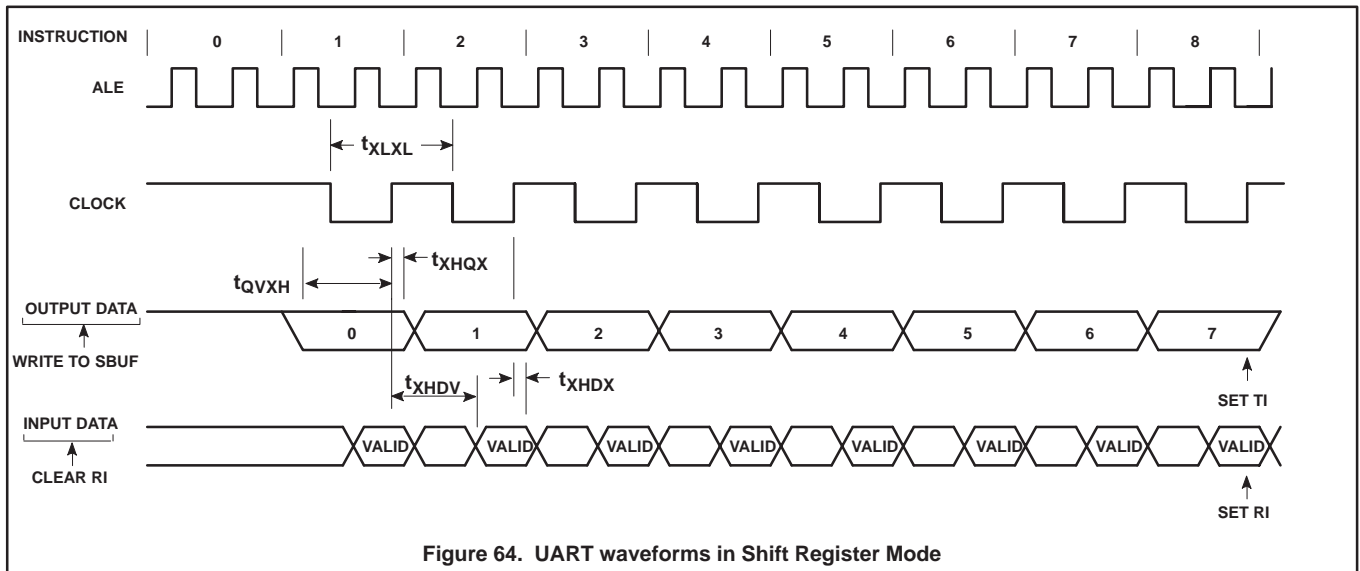 INSTRUCTION 0 1 2 3 4 5 6 7 8
ALE
tXLXL
CLOCK
tXHQX
tQVXH
OUTPUT DATA
0 1 2 3 4 5 6 7
WRITE TO SBUF
tXHDV
tXHDX
SET TI
INPUT DATA
VALID VALID VALID VALID VALID VALID VALID VALID
CLEAR RI
SET RI
Figure 64. UART waveforms in Shift Register Mode